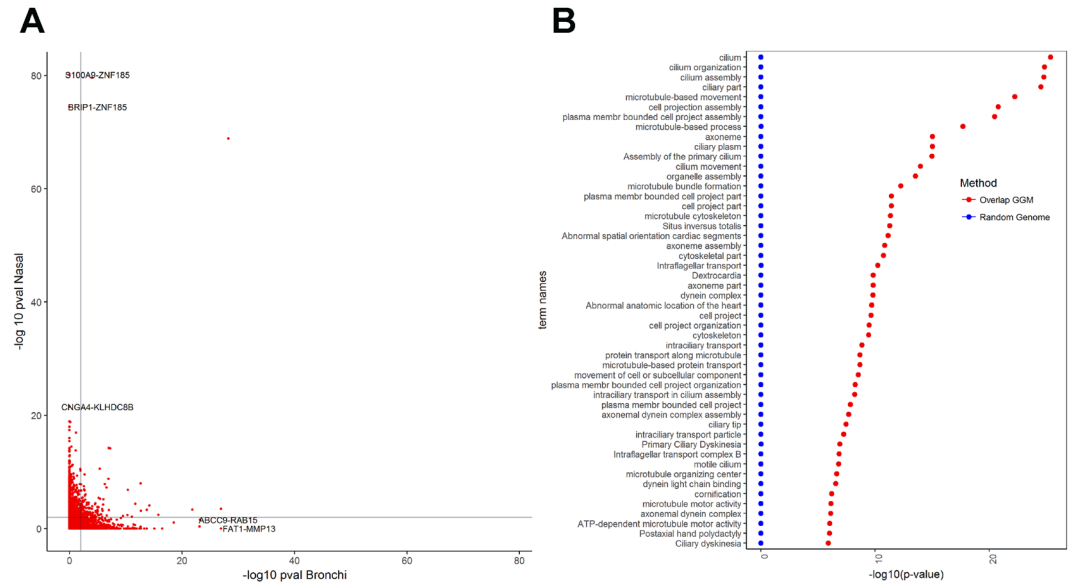 A
-log 10 pval Nasal
80
60
40
20
0
S100A9-ZNF185
BRIP1-ZNF185
CNGA4-KLHDC8B
ABCC9-RAB15
FAT1-MMP13
0
20
40
60
80
-log10 pval Bronchi
B
term names
cilium
cilium organization
cilium assembly
ciliary part
microtubule-based movement
cell projection assembly
plasma membr bounded cell project assembly
microtubule-based process
axoneme
ciliary plasm
Assembly of the primary cilium
cilium movement
organelle assembly
microtubule bundle formation
plasma membr bounded cell project part
cell project part
microtubule cytoskeleton
Situs inversus totalis
Abnormal spatial orientation cardiac segments
axoneme assembly
cytoskeletal part
Intraflagellar transport
Dextrocardia
axoneme part
dynein complex
Abnormal anatomic location of the heart
cell project
cell project organization
cytoskeleton
intraciliary transport
protein transport along microtubule
microtubule-based protein transport
movement of cell or subcellular component
plasma membr bounded cell project organization
intraciliary transport in cilium assembly
plasma membr bounded cell project
axonemal dynein complex assembly
ciliary tip
intraciliary transport particle
Primary Ciliary Dyskinesia
Intraflagellar transport complex B
motile cilium
microtubule organizing center
dynein light chain binding
cornification
microtubule motor activity
axonemal dynein complex
ATP-dependent microtubule motor activity
Postaxial hand polydactyly
Ciliary dyskinesia
0
10
20
-log10(p-value)
Method
Overlap GGM
Random Genome